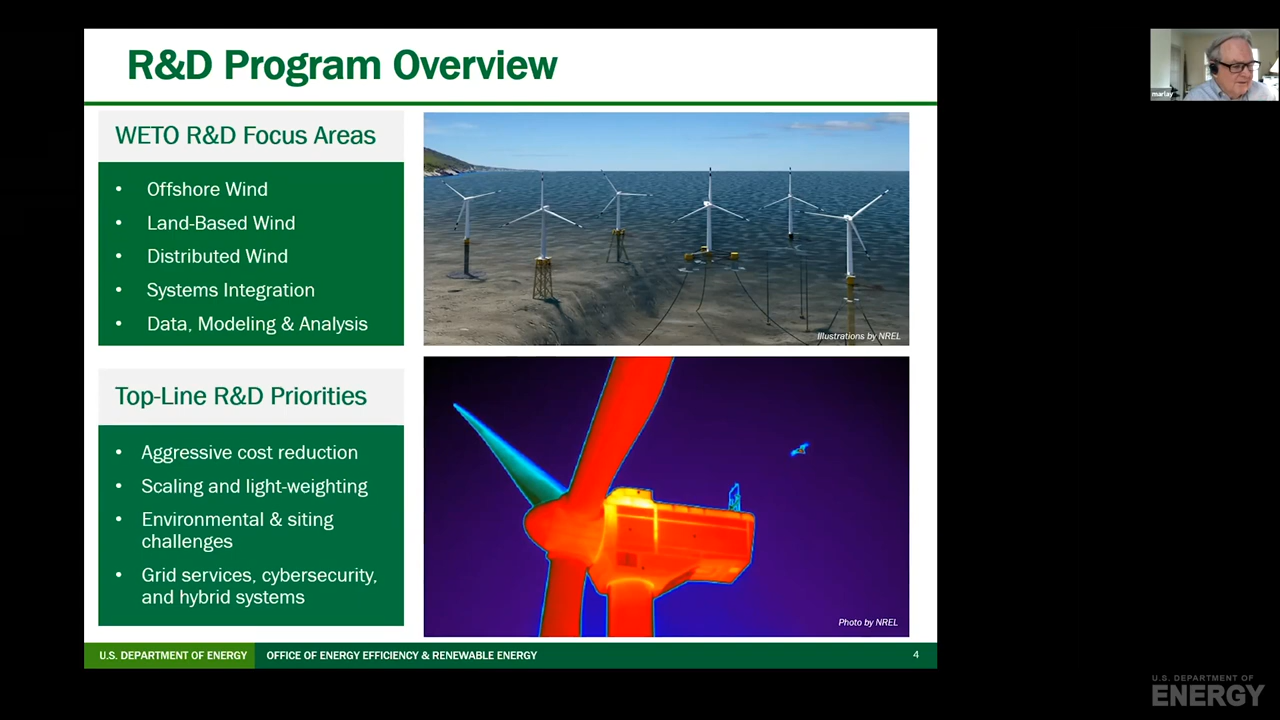 R&D Program Overview
WETO R&D Focus Areas
• Offshore Wind
• Land-Based Wind
• Distributed Wind
• Systems Integration
• Data, Modeling & Analysis
Illustrations by NREL
Top-Line R&D Priorities
• Aggressive cost reduction
• Scaling and light-weighting
• Environmental & siting
challenges
• Grid services, cybersecurity,
and hybrid systems
Photo by NREL
U.S. DEPARTMENT OF ENERGY OFFICE OF ENERGY EFFICIENCY & RENEWABLE ENERGY 4
marlay
U.S. DEPARTMENT OF
ENERGY